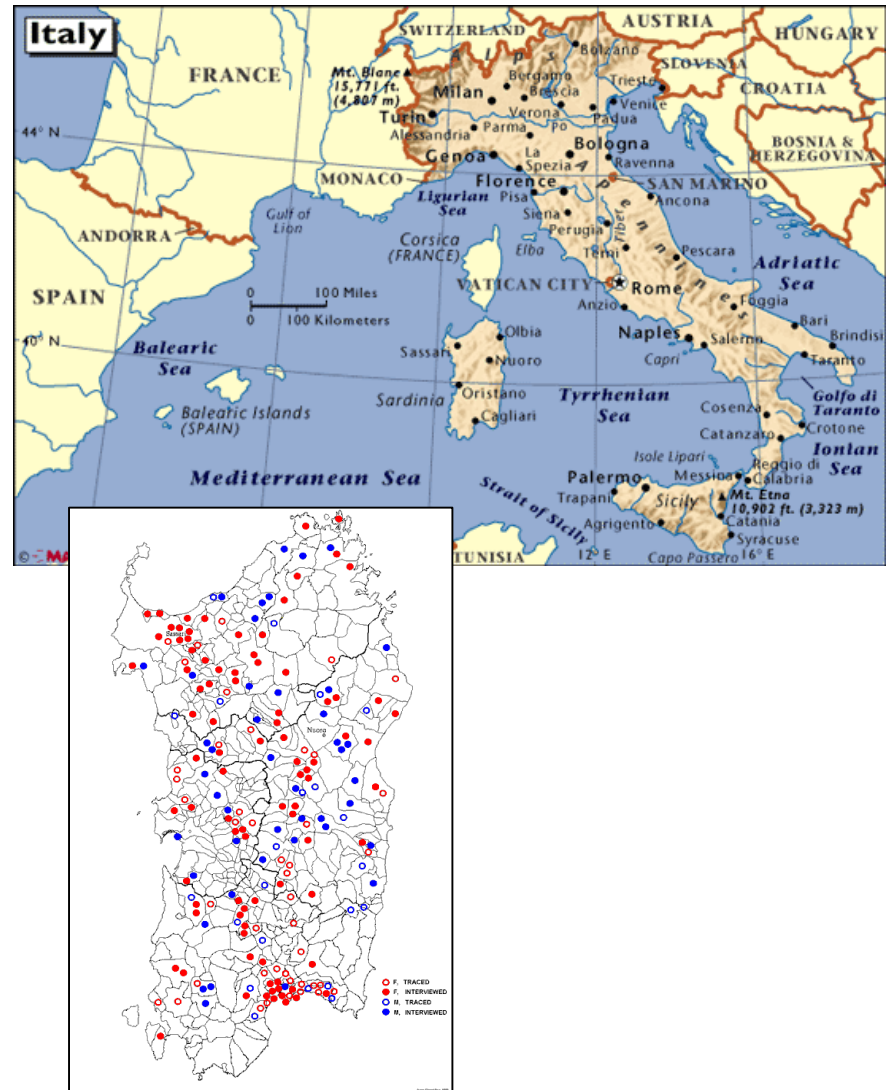 Italy
SWITZERLAND
AUSTRIA
HUNGARY
FRANCE
Alps
Bolzano
SLOVENIA
Mt. Blanc
15,771 ft.
(4,807 m)
Bergamo
Trieste
CROATIA
Milan
Brescia
Venice
Turin
Verona
Padua
Alessandria
Parma
Po
BOSNIA &
HERZEGOVINA
44° N
Genoa
La
Spezia
Bologna
Ravenna
MONACO
Florence
SAN MARINO
Ligurian
Sea
Pisa
Ancona
Gulf of
Lion
Siena
Apennines
ANDORRA
Corsica
(FRANCE)
Elba
Perugia
Tibere
Temi
Pescara
Adriatic
Sea
SPAIN
100 Miles
0
VATICAN CITY
Rome
0
100 Kilometers
Anzio
Foggia
Olbia
Naples
Salerno
Bari
Brindisi
40° N
Balearic
Sea
Sassari
Nuoro
Capri
Taranto
Oristano
Sardinia
Tyrrhenian
Sea
Golfo di
Taranto
Balearic Islands
(SPAIN)
Cagliari
Cosenza
Crotone
Catanzaro
Ionian
Sea
Isole Lipari
Mediterranean Sea
Palermo
Messina
Reggio di
Calabria
Strait of Sicily
Trapani
Sicily
Mt. Etna
10,902 ft. (3,323 m)
Agrigento
Catania
Syracuse
TUNISIA
12° E
Capo Passero
16° E
© MA
Sassari
Nuoro
F, TRACED
F, INTERVIEWED
M, TRACED
M, INTERVIEWED